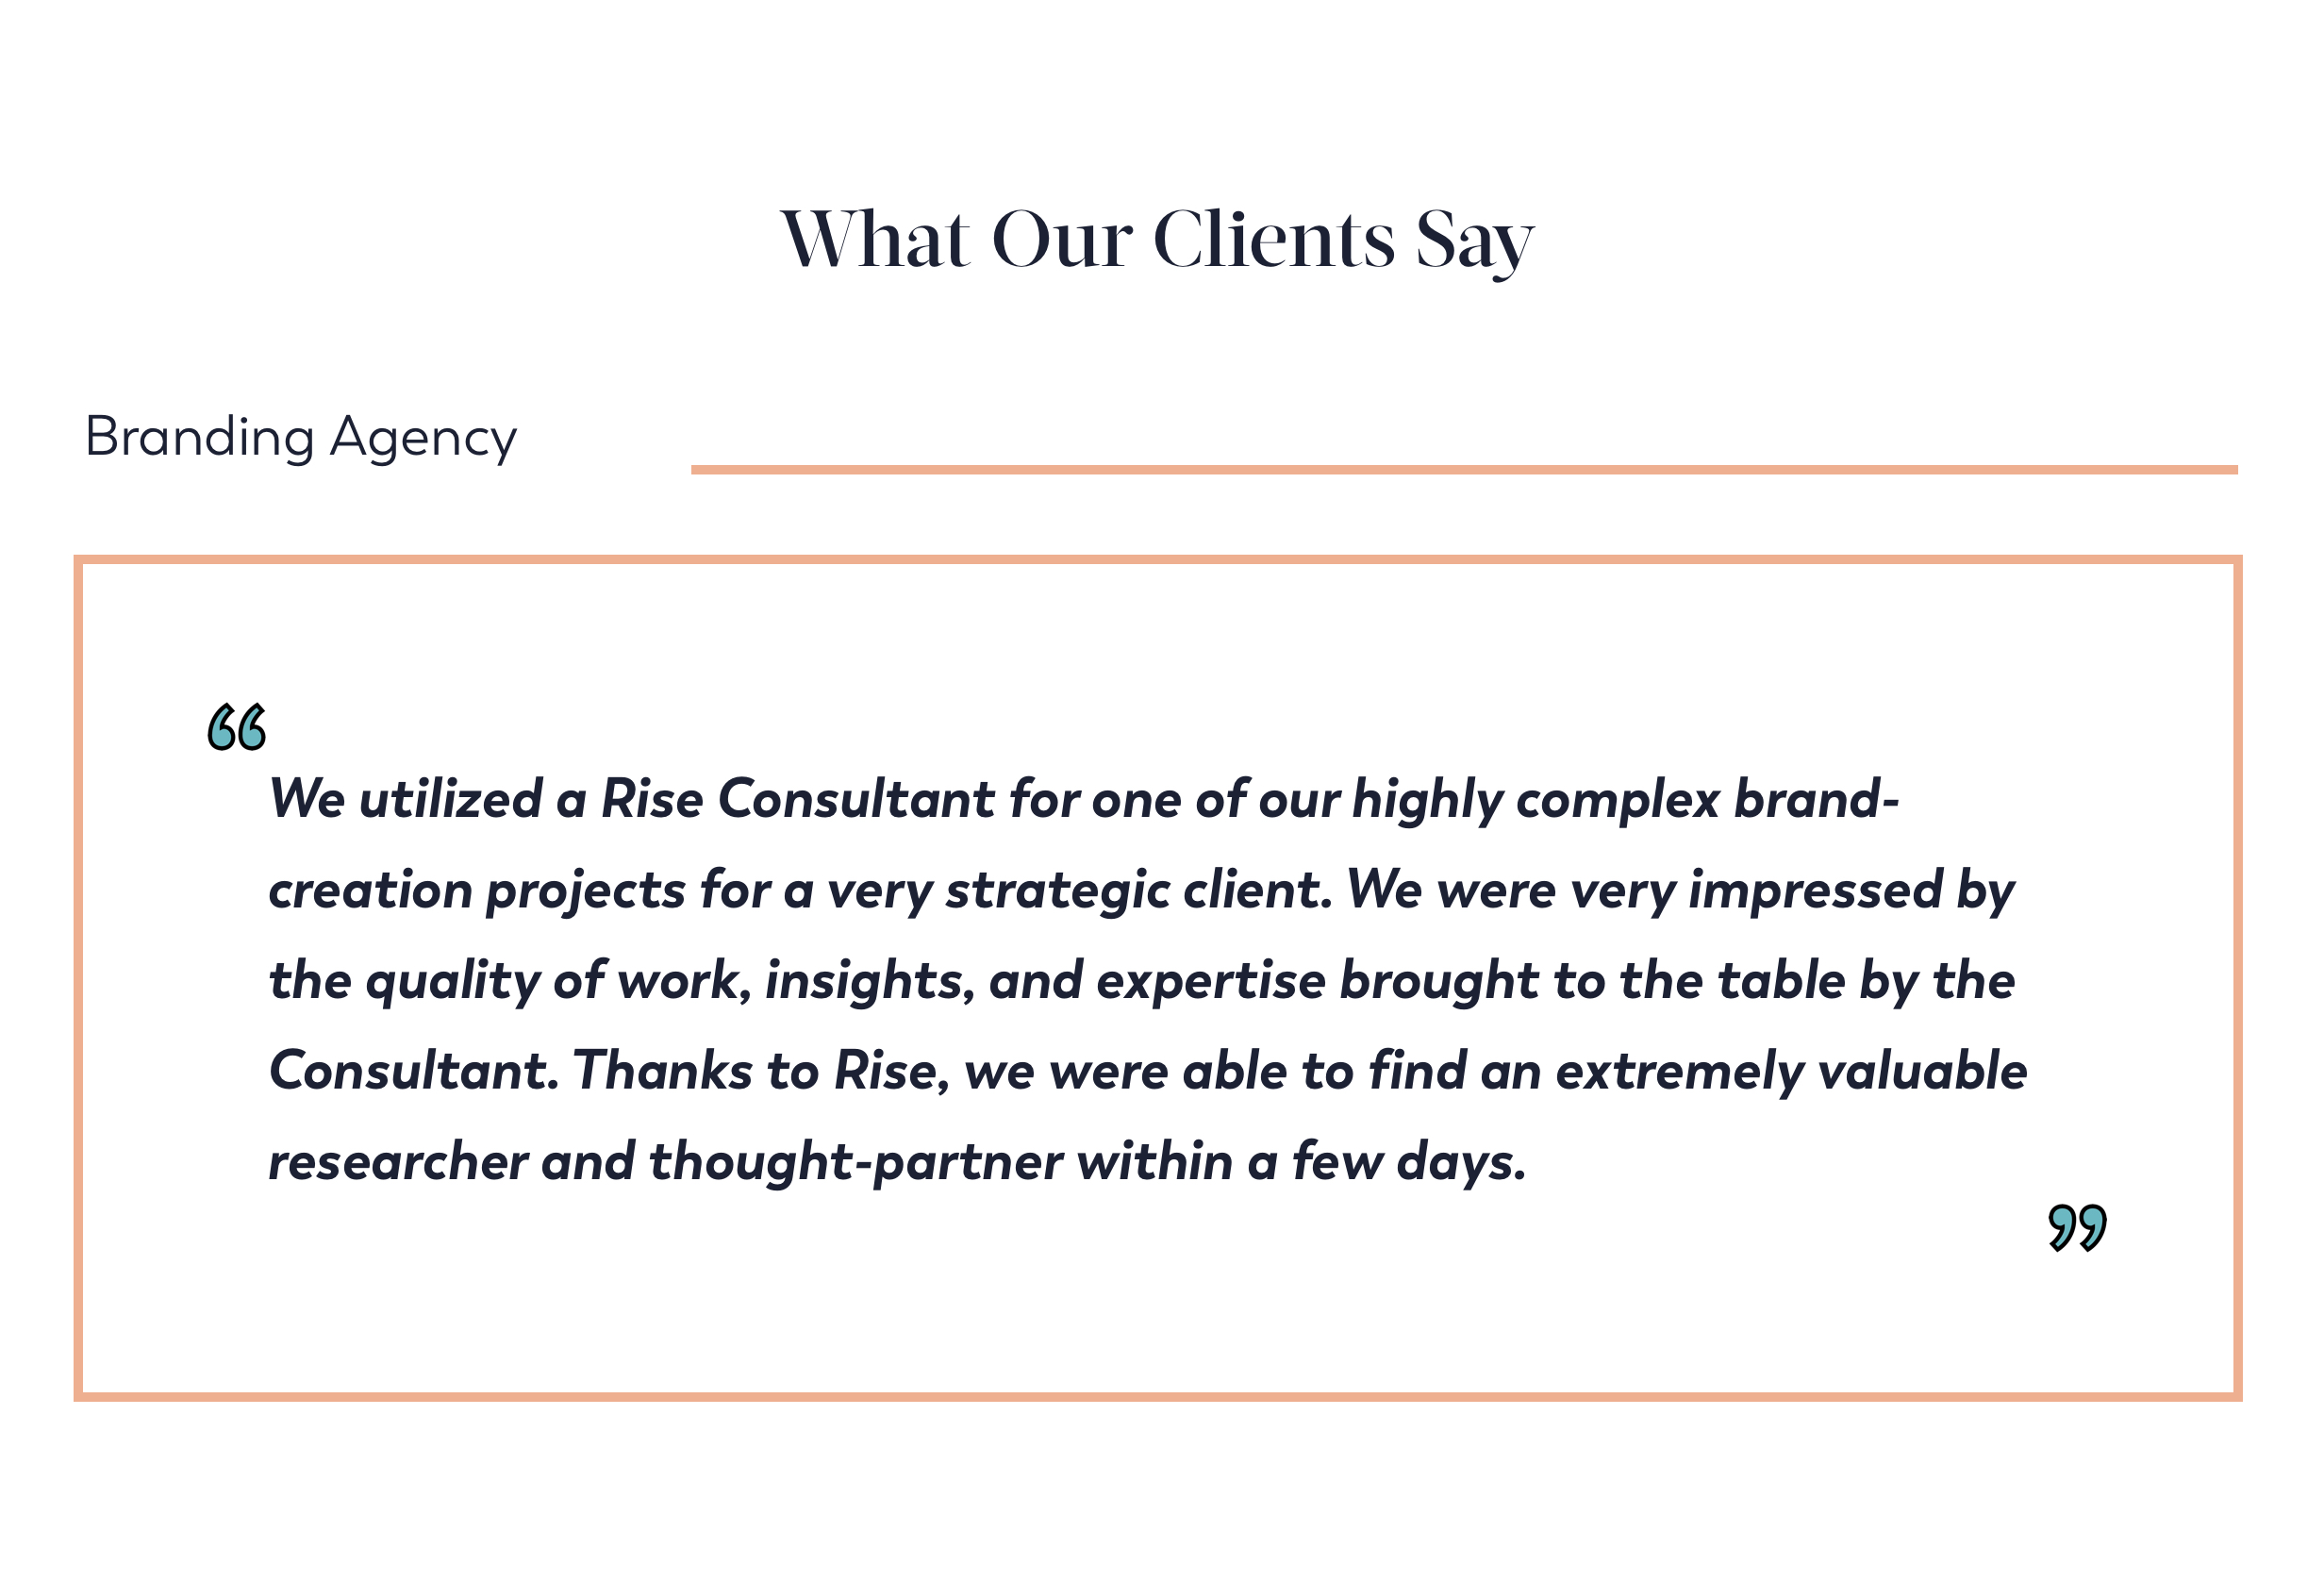 What Our Clients Say
Branding Agency
“
We utilized a Rise Consultant for one of our highly complex brand-
creation projects for a very strategic client. We were very impressed by
the quality of work, insights, and expertise brought to the table by the
Consultant. Thanks to Rise, we were able to find an extremely valuable
researcher and thought-partner within a few days.
”